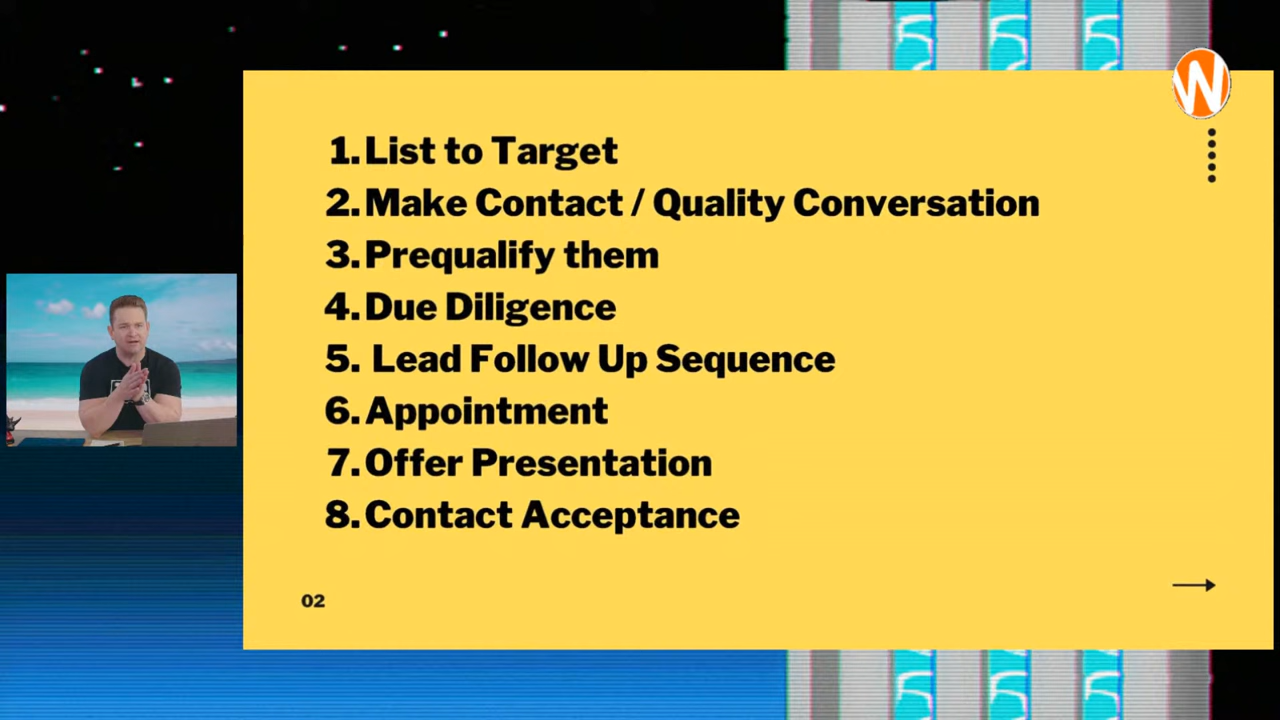 W
1. List to Target
2. Make Contact / Quality Conversation
3. Prequalify them
4. Due Diligence
5. Lead Follow Up Sequence
6. Appointment
7. Offer Presentation
8. Contact Acceptance
02